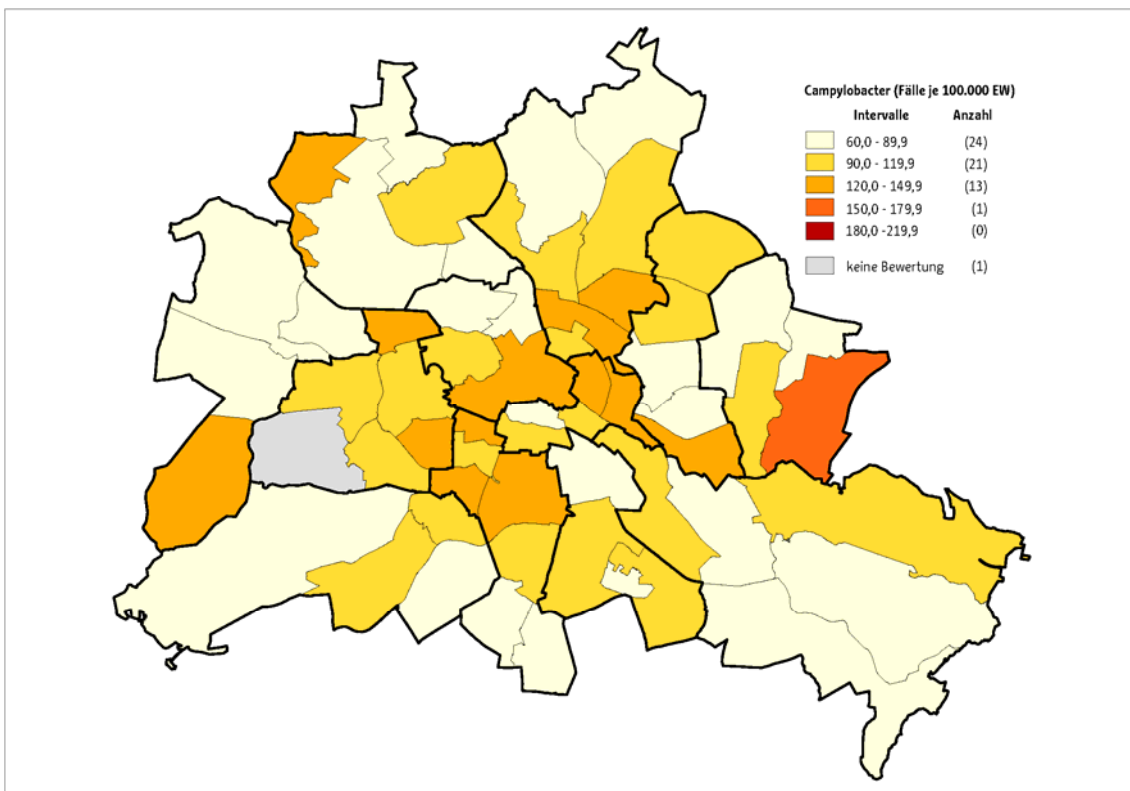 Campylobacter (Fälle je 100.000 EW)
Intervalle Anzahl
60,0 - 89,9 (24)
90,0 - 119,9 (21)
120,0 - 149,9 (13)
150,0 - 179,9 (1)
180,0 -219,9 (0)
keine Bewertung (1)